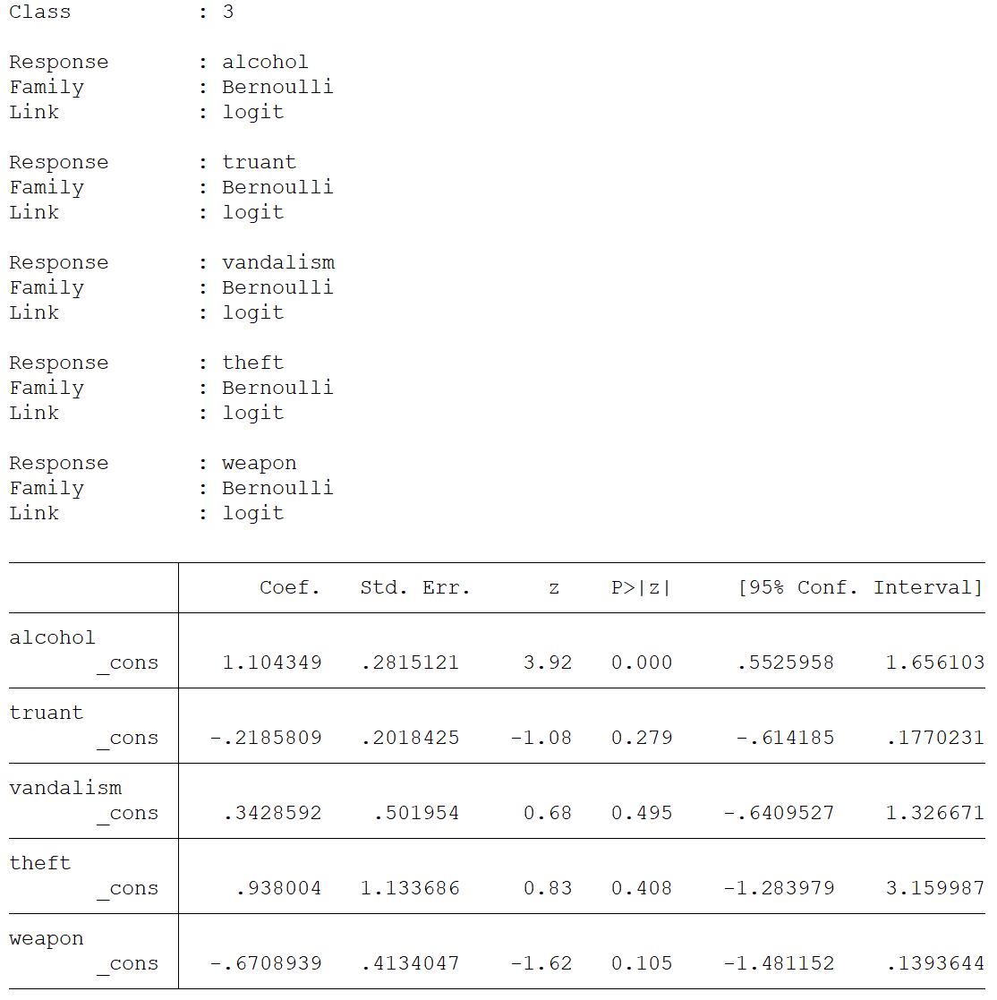 Class : 3
Response : alcohol
Family : Bernoulli
Link : logit
Response : truant
Family : Bernoulli
Link : logit
Response : vandalism
Family : Bernoulli
Link : logit
Response : theft
Family : Bernoulli
Link : logit
Response : weapon
Family : Bernoulli
Link : logit
Coef. Std. Err. z P>|z| [95% Conf. Interval]
alcohol
_cons 1.104349 .2815121 3.92 0.000 .5525958 1.656103
truant
_cons -.2185809 .2018425 -1.08 0.279 -.614185 .1770231
vandalism
_cons .3428592 .501954 0.68 0.495 -.6409527 1.326671
theft
_cons .938004 1.133686 0.83 0.408 -1.283979 3.159987
weapon
_cons -.6708939 .4134047 -1.62 0.105 -1.481152 .1393644